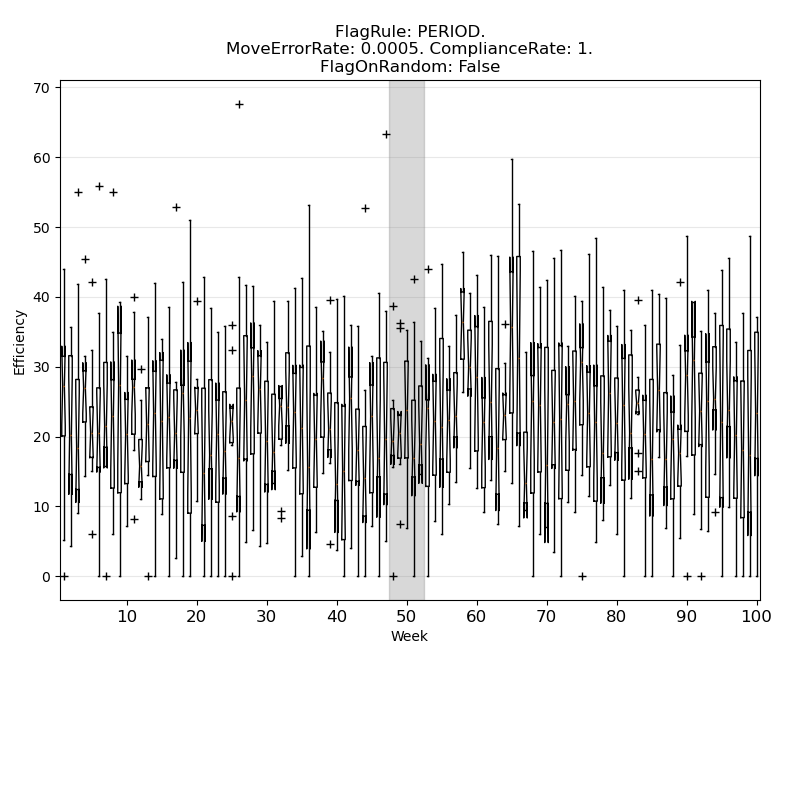 FlagRule: PERIOD.
MoveErrorRate: 0.0005. ComplianceRate: 1.
FlagOnRandom: False
70
60
50
40
30
20
10
0
Efficiency
10 20 30 40 50 60 70 80 90 100
Week